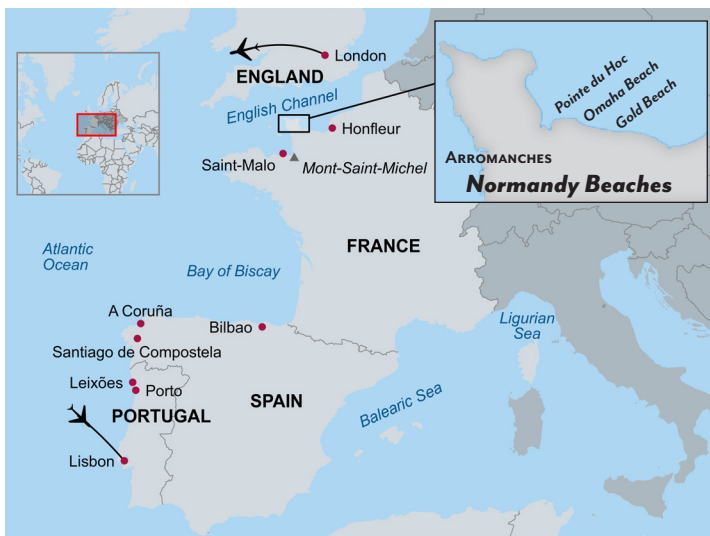 London
ENGLAND
English Channel
Honfleur
Saint-Malo
Mont-Saint-Michel
Pointe du Hoc
Omaha Beach
Gold Beach
ARROMANCHES
Normandy Beaches
FRANCE
Atlantic
Ocean
Bay of Biscay
A Coruña
Bilbao
Santiago de Compostela
Ligurian
Sea
Leixões
Porto
SPAIN
PORTUGAL
Balearic Sea
Lisbon